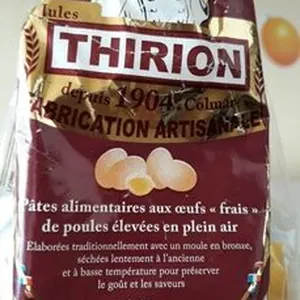 Jules
THIRION
depuis 1904 Colmar
FABRICATION ARTISANALE
Pâtes alimentaires aux œufs « frais »
de poules élevées en plein air
Elaborées traditionnellement avec un moule en bronze,
séchées lentement à l'ancienne
et à basse température pour préserver
le goût et les saveurs